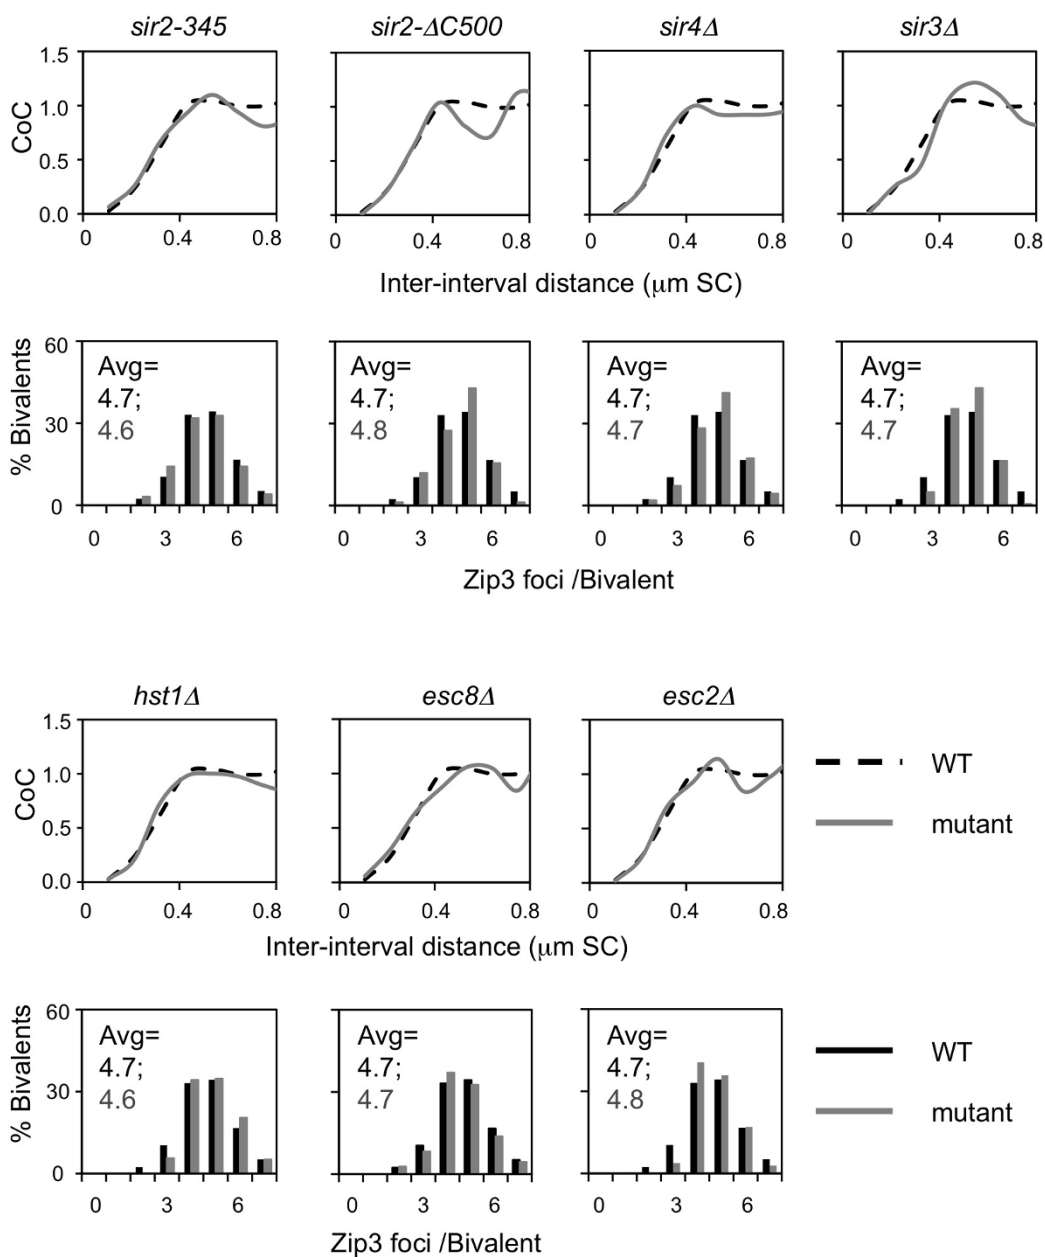 sir2-345 sir2-ΔC500 sir4Δ sir3Δ
CoC
1.5
1.0
0.5
0.0
0 0.4 0.8 0 0.4 0.8 0 0.4 0.8 0 0.4 0.8
Inter-interval distance (μm SC)
% Bivalents
60
30
0
Avg= Avg= Avg= Avg=
4.7; 4.7; 4.7; 4.7;
4.6 4.8 4.7 4.7
0 3 6 0 3 6 0 3 6 0 3 6
Zip3 foci /Bivalent
hst1Δ esc8Δ esc2Δ
CoC
1.5
1.0
0.5
0.0
WT
mutant
0 0.4 0.8 0 0.4 0.8 0 0.4 0.8
Inter-interval distance (μm SC)
% Bivalents
60
30
0
Avg= Avg= Avg=
4.7; 4.7; 4.7;
4.6 4.7 4.8
WT
mutant
0 3 6 0 3 6 0 3 6
Zip3 foci /Bivalent